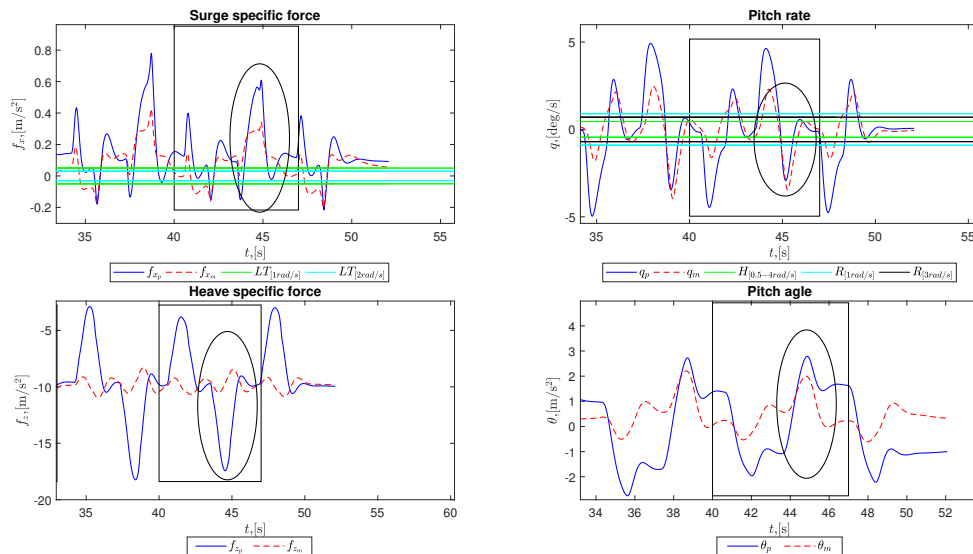 Surge specific force
f_x,[m/s²]
0.8
0.6
0.4
0.2
0
-0.2
35 40 45 50 55
t,[s]
f_{x_p} f_{x_m} LT_{[1rad/s]} LT_{[2rad/s]}
Pitch rate
q,[deg/s]
5
0
-5
35 40 45 50 55
t,[s]
q_p q_m H_{[0.5−4rad/s]} R_{[1rad/s]} R_{[3rad/s]}
Heave specific force
f_z,[m/s²]
-5
-10
-15
-20
35 40 45 50 55 60
t,[s]
f_{z_p} f_{z_m}
Pitch agle
θ,[m/s²]
4
3
2
1
0
-1
-2
34 36 38 40 42 44 46 48 50 52
t,[s]
θ_p θ_m